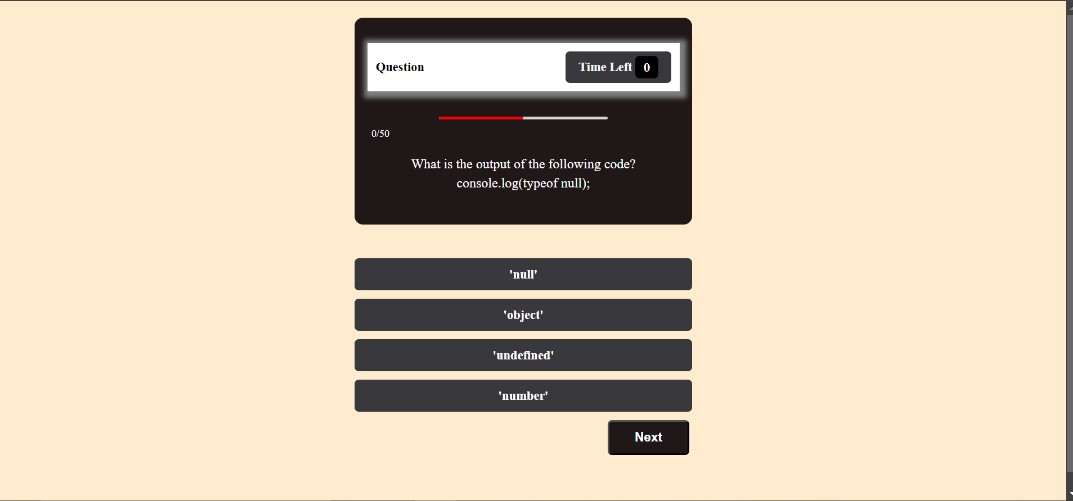 Question
Time Left 0
0/50
What is the output of the following code?
console.log(typeof null);
'null'
'object'
'undefined'
'number'
Next